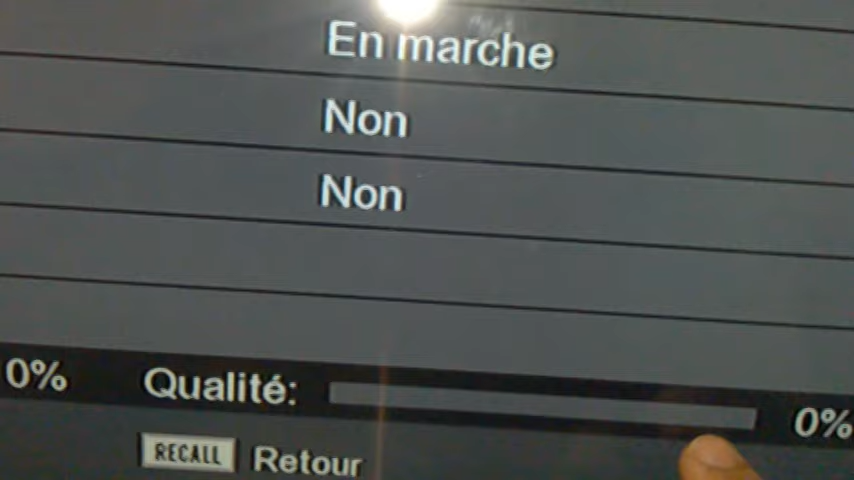 En marche
Non
Non
0% Qualité: 0%
RECALL Retour